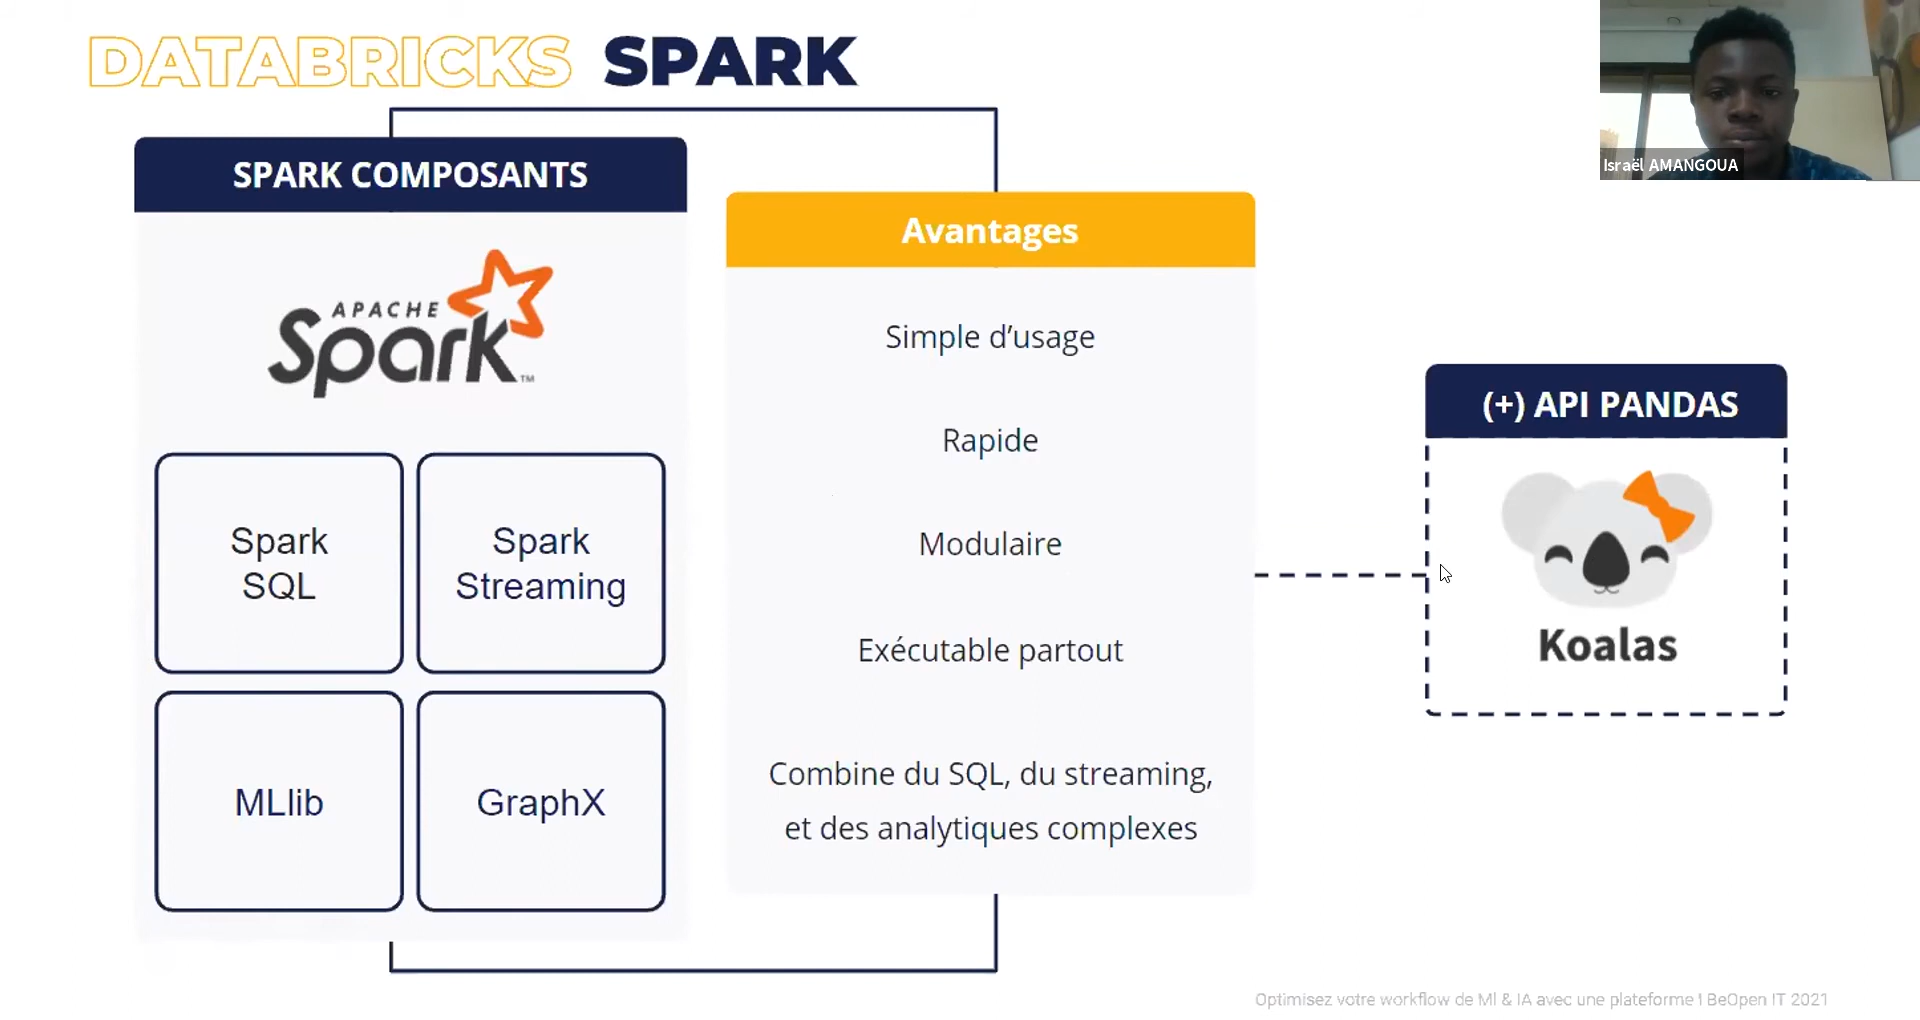 DATABRICKS SPARK
Israël AMANGOUA
SPARK COMPOSANTS
APACHE
Spark™
Spark
SQL
Spark
Streaming
MLlib
GraphX
Avantages
Simple d’usage
Rapide
Modulaire
Exécutable partout
Combine du SQL, du streaming,
et des analytiques complexes
(+) API PANDAS
Koalas
Optimisez votre workflow de Ml & IA avec une plateforme ! BeOpen IT 2021